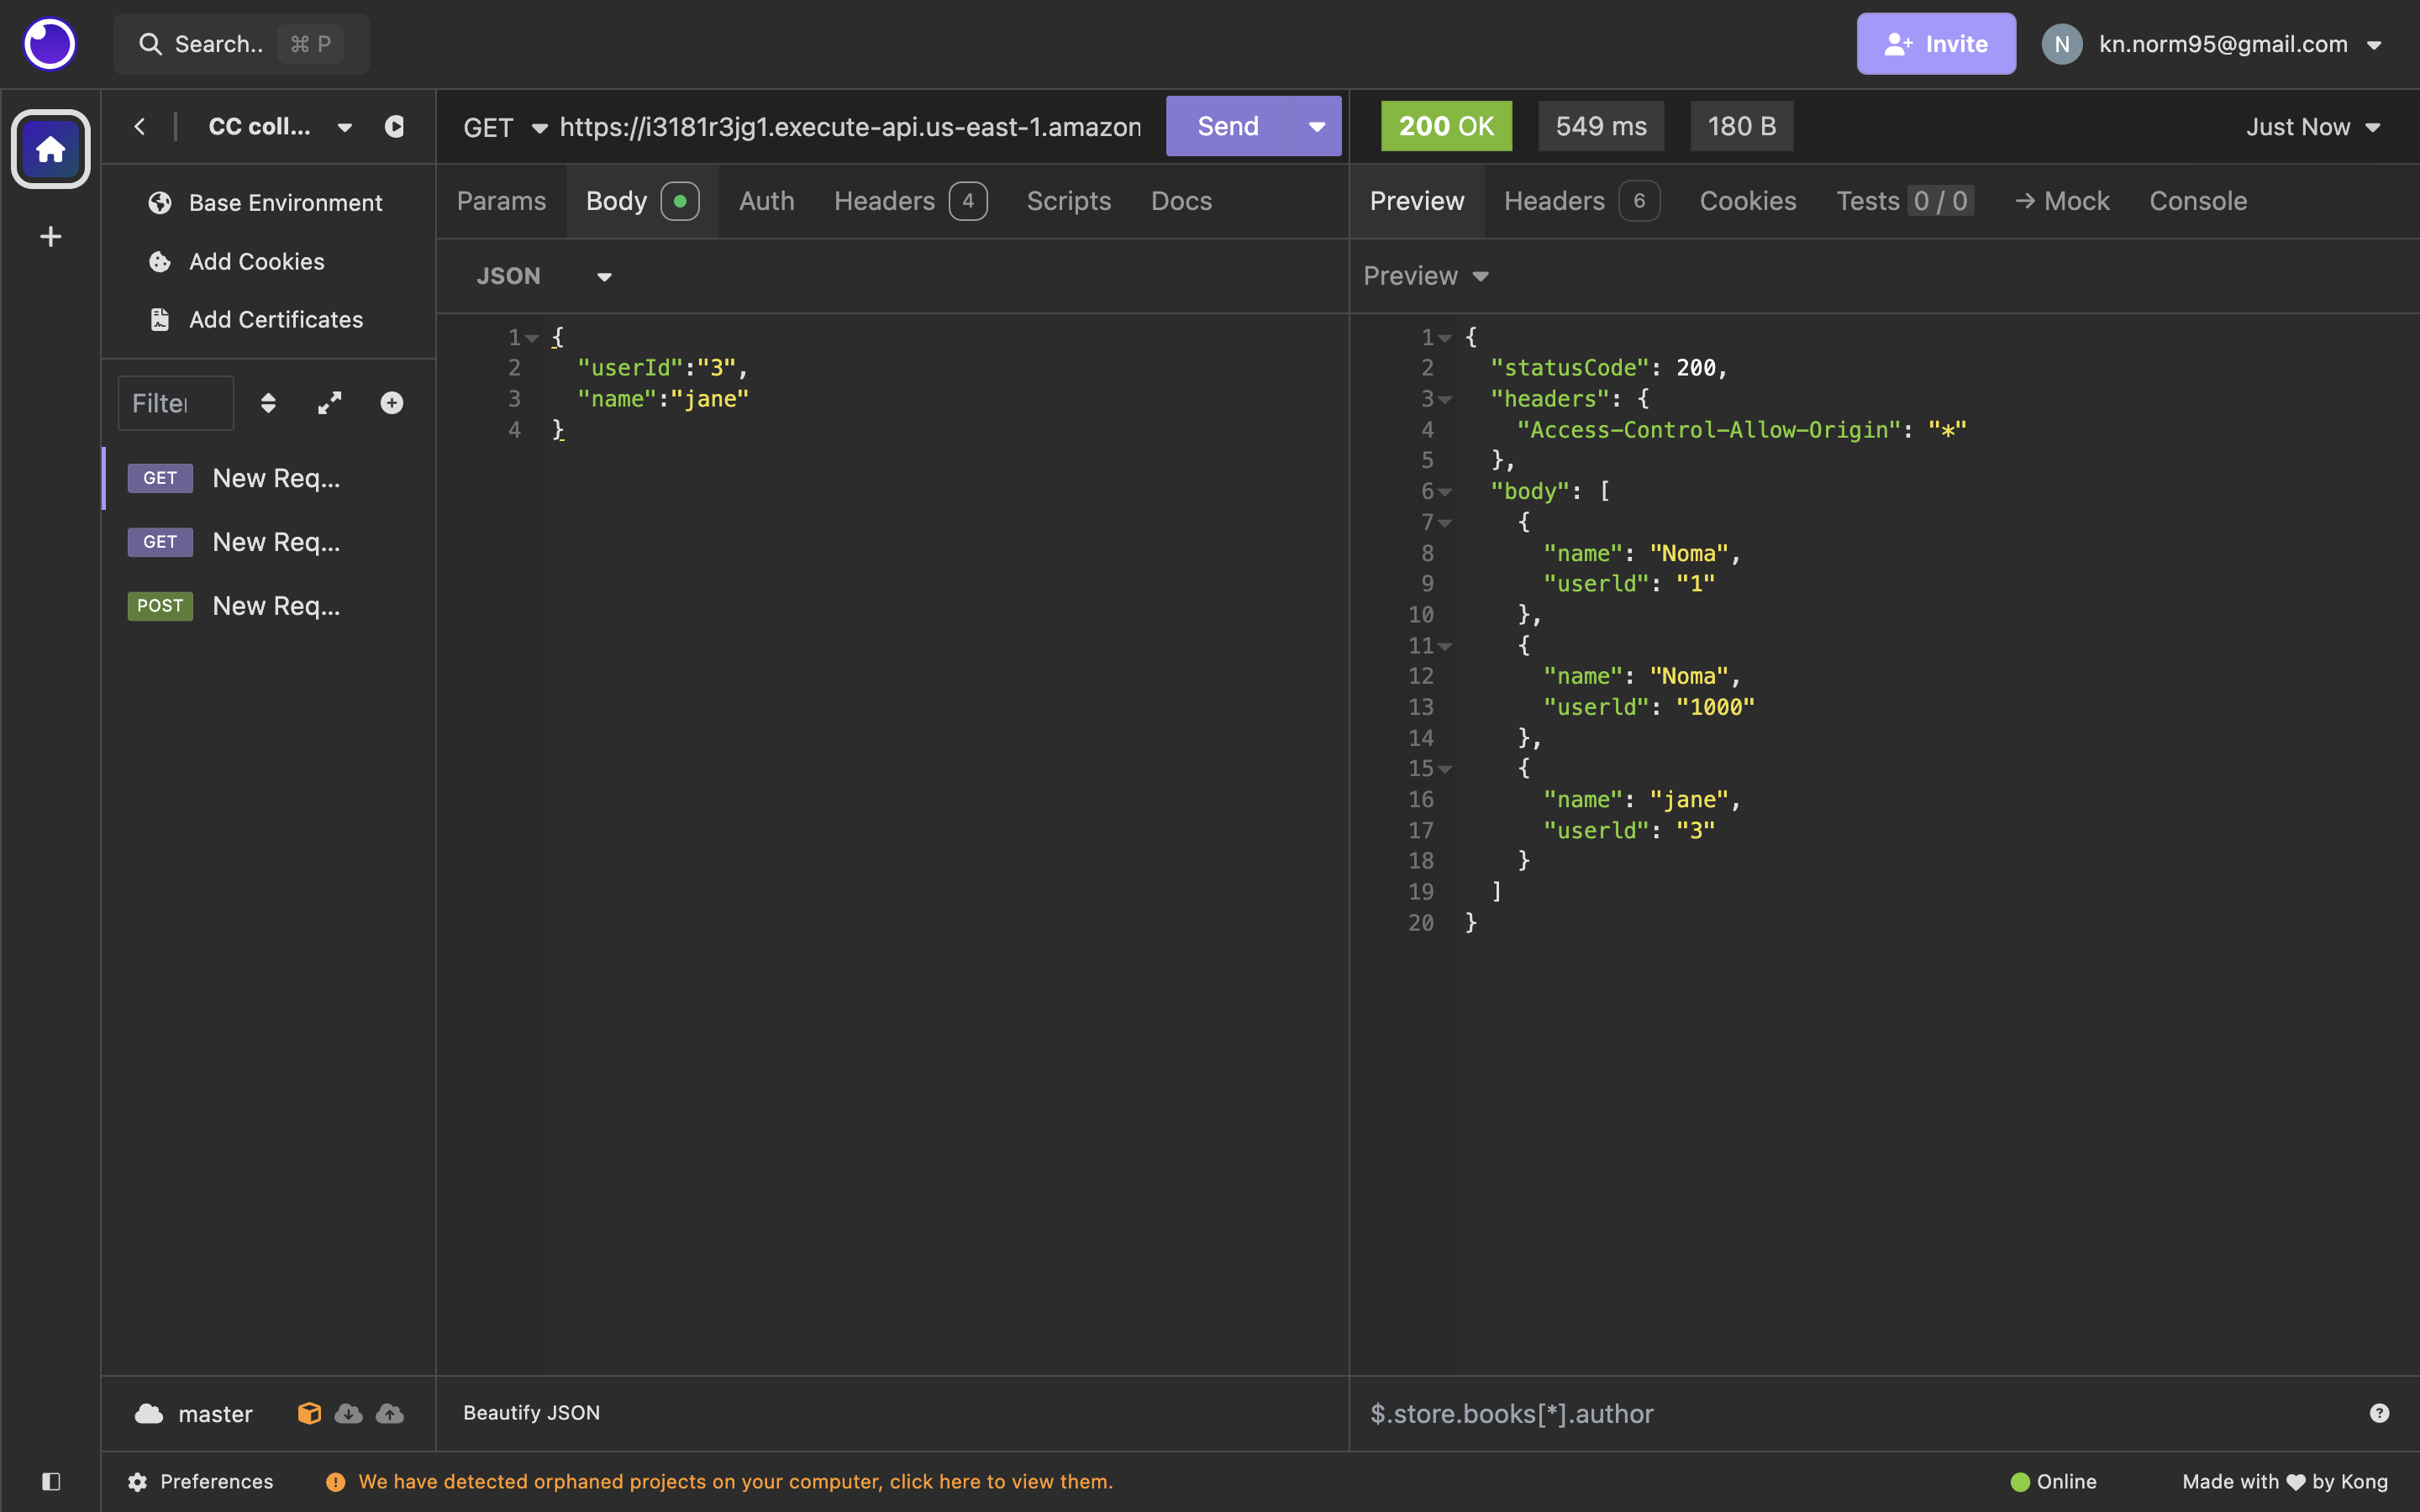 Search..
⌘ P
Invite
N
kn.norm95@gmail.com
CC coll...
GET
https://i3181r3jg1.execute-api.us-east-1.amazon
Send
200 OK
549 ms
180 B
Just Now
Base Environment
Add Cookies
Add Certificates
Filter
GET New Req...
GET New Req...
POST New Req...
Params
Body
Auth
Headers 4
Scripts
Docs
JSON
1 {
2 "userId":"3",
3 "name":"jane"
4 }
Preview
Headers 6
Cookies
Tests 0 / 0
→ Mock
Console
Preview
1 {
2 "statusCode": 200,
3 "headers": {
4 "Access-Control-Allow-Origin": "*"
5 },
6 "body": [
7 {
8 "name": "Noma",
9 "userld": "1"
10 },
11 {
12 "name": "Noma",
13 "userld": "1000"
14 },
15 {
16 "name": "jane",
17 "userld": "3"
18 }
19 ]
20 }
master
Beautify JSON
$.store.books[*].author
?
Preferences
We have detected orphaned projects on your computer, click here to view them.
Online
Made with ♥ by Kong